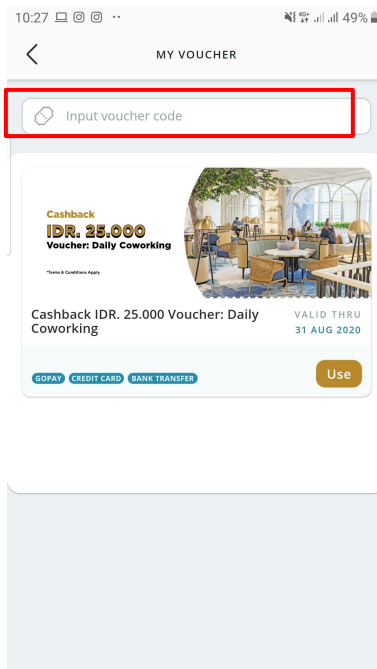 10:27
4G+
49%
MY VOUCHER
Input voucher code
Cashback
IDR. 25.000
Voucher: Daily Coworking
*Terms & Conditions Apply
Cashback IDR. 25.000 Voucher: Daily
Coworking
VALID THRU
31 AUG 2020
GOPAY CREDIT CARD BANK TRANSFER
Use